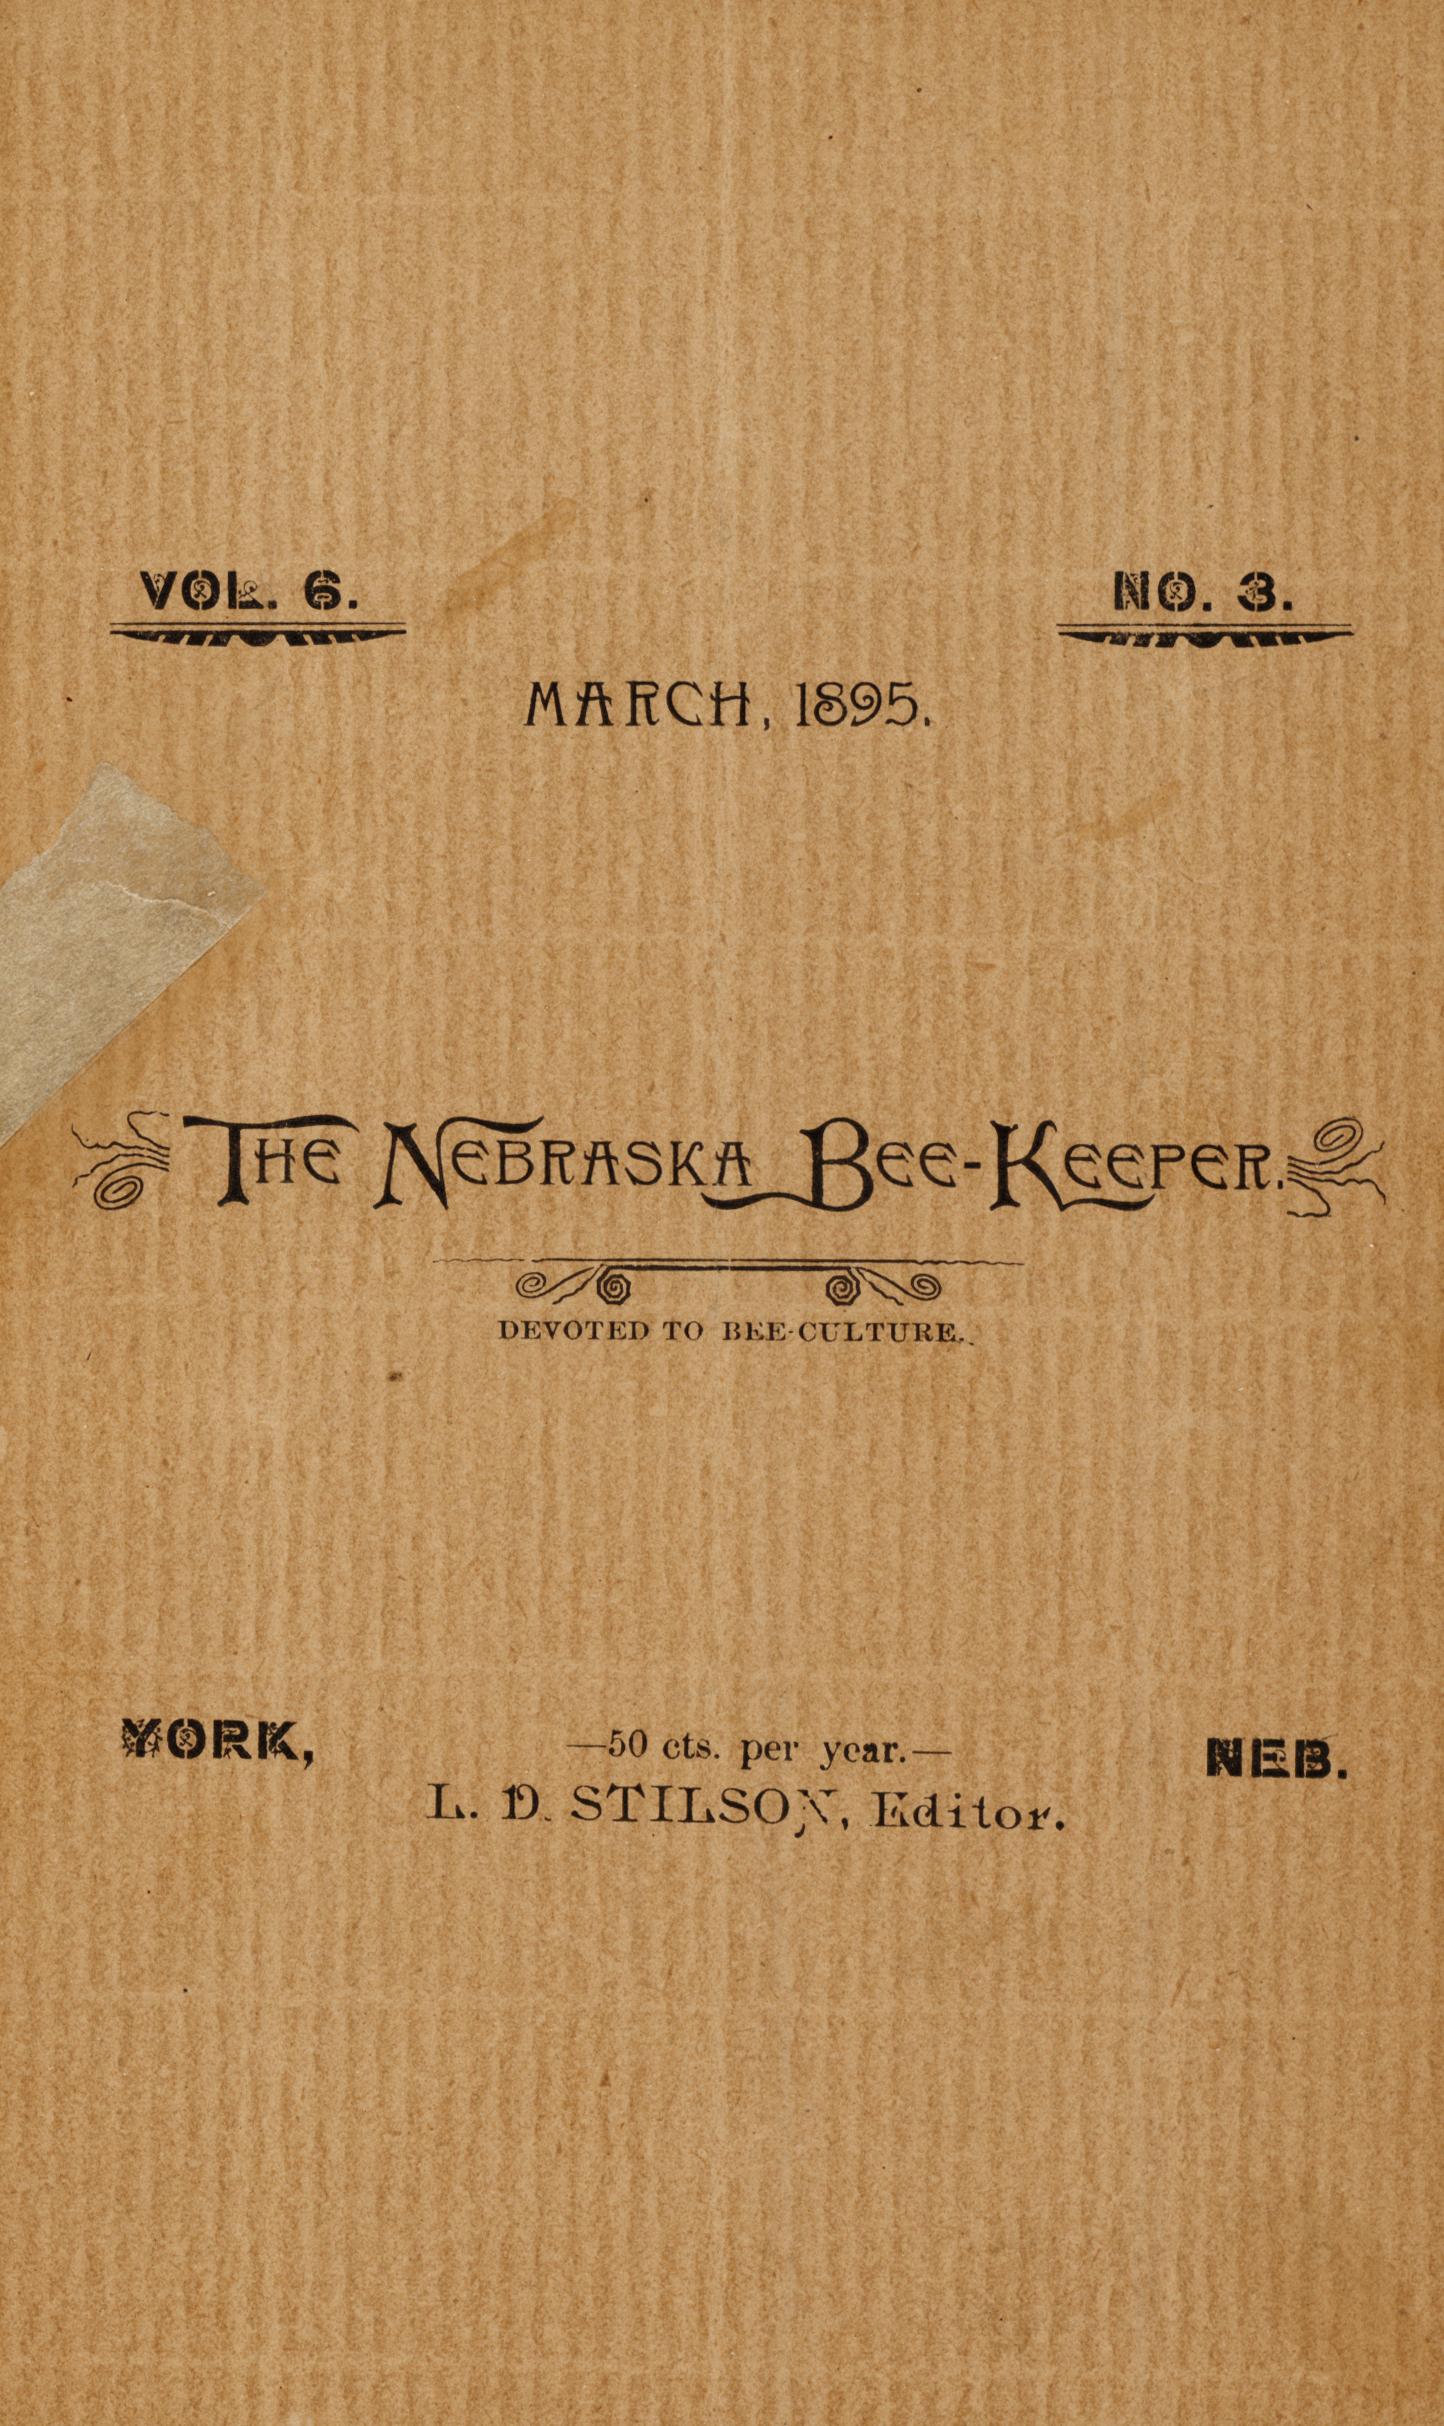 VOL. 6. NO. 3.
MARCH, 1895.
THE NEBRASKA BEE-KEEPER.
DEVOTED TO BEE-CULTURE.
YORK, —50 cts. per year.— NEB.
L. D. STILSON, Editor.